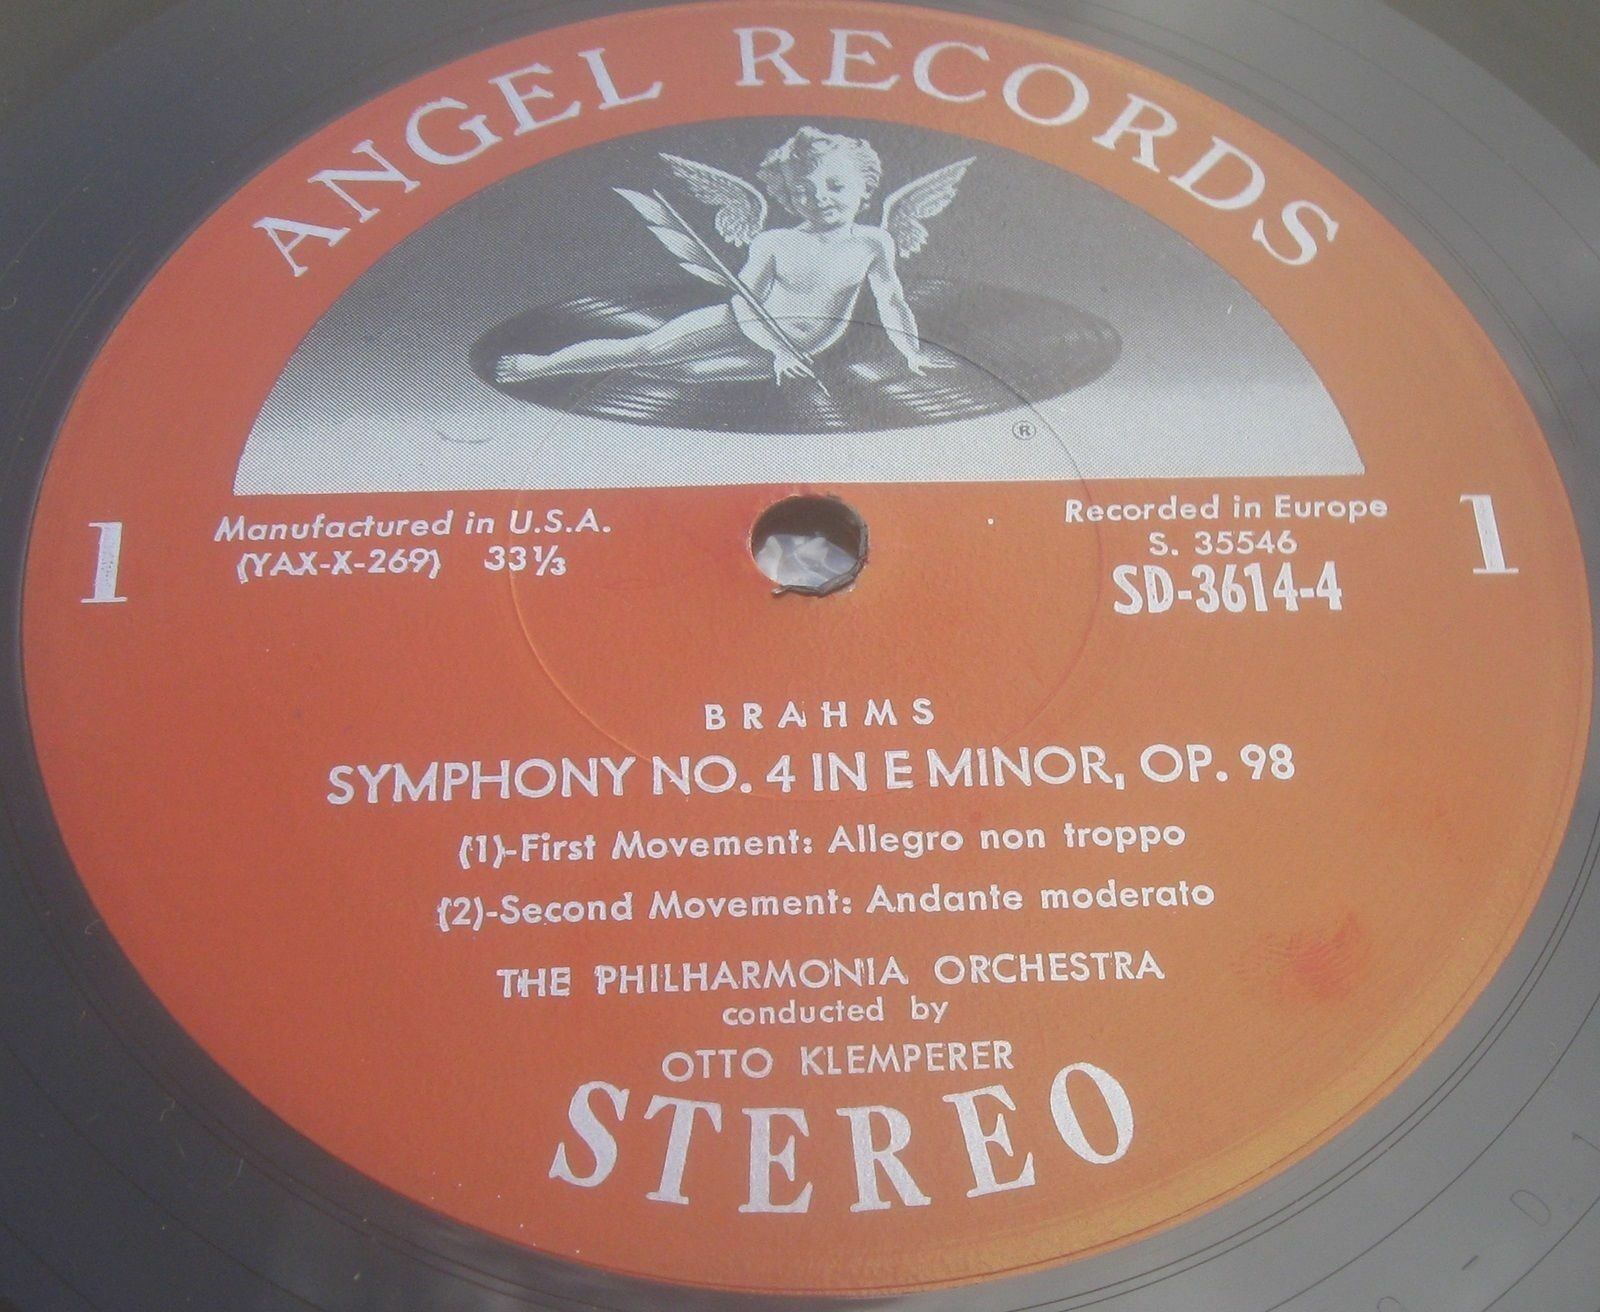 ANGEL RECORDS
®
1
Manufactured in U.S.A.
(YAX-X-269) 33⅓
Recorded in Europe
S. 35546
SD-3614-4
1
BRAHMS
SYMPHONY NO. 4 IN E MINOR, OP. 98
(1)-First Movement: Allegro non troppo
(2)-Second Movement: Andante moderato
THE PHILHARMONIA ORCHESTRA
conducted by
OTTO KLEMPERER
STEREO